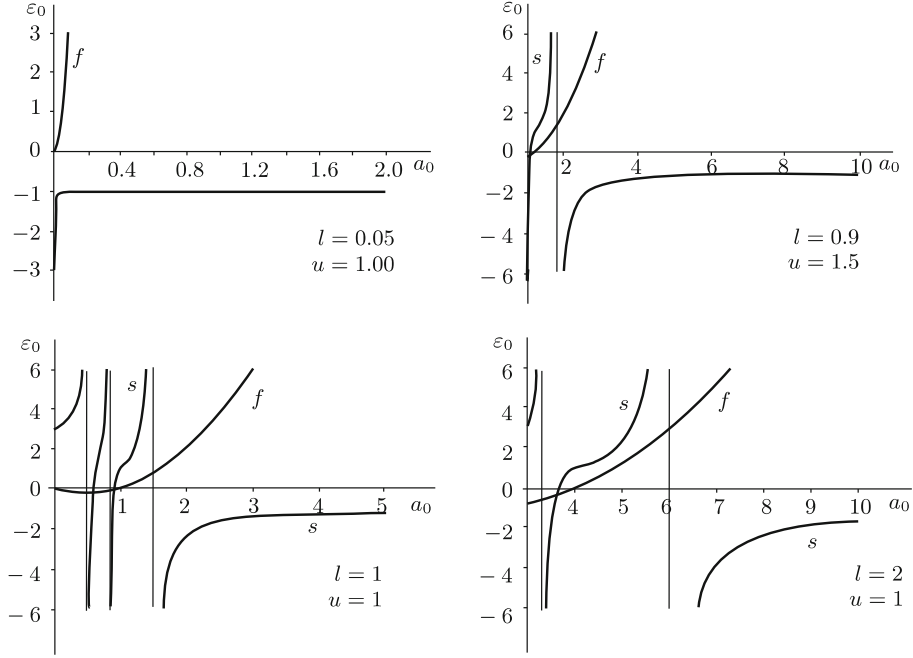 ε₀
3
f
2
1
0
0.4 0.8 1.2 1.6 2.0 a₀
−1
−2
l = 0.05
u = 1.00
−3
ε₀
6
s f
4
2
0
2 4 6 8 10 a₀
−2
−4
l = 0.9
u = 1.5
−6
ε₀
6
s
f
4
2
0
1 2 3 4 5 a₀
−2
s
−4
l = 1
u = 1
−6
ε₀
6
s f
4
2
0
4 5 6 7 8 9 10 a₀
−2
s
−4
l = 2
u = 1
−6